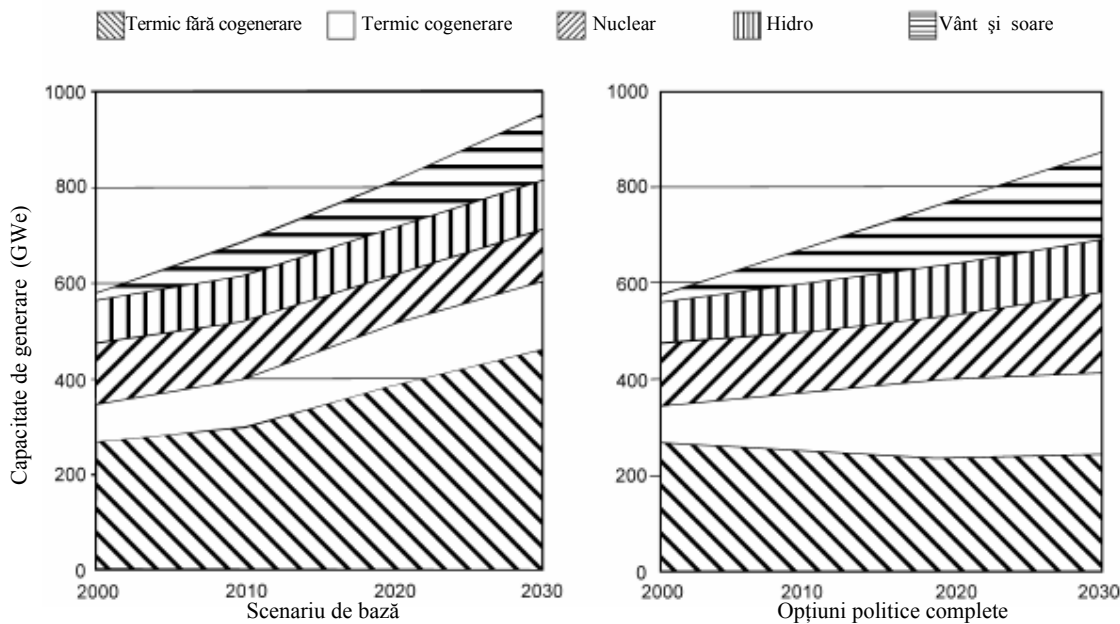 Termic fără cogenerare Termic cogenerare Nuclear Hidro Vânt și soare
Capacitate de generare (GWe)
1000
800
600
400
200
0
2000 2010 2020 2030
Scenariu de bază
1000
800
600
400
200
0
2000 2010 2020 2030
Opțiuni politice complete